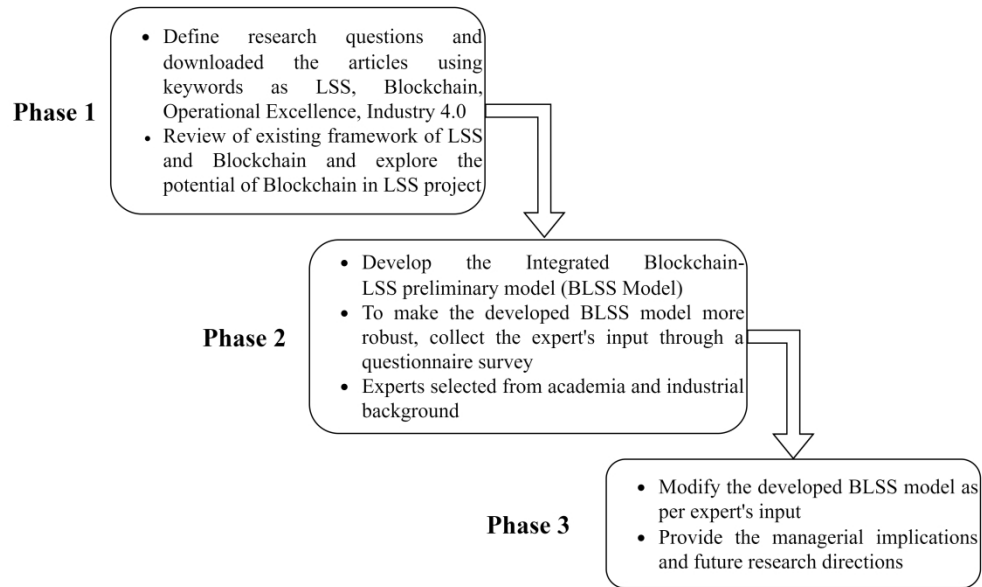 Phase 1
• Define research questions and
downloaded the articles using
keywords as LSS, Blockchain,
Operational Excellence, Industry 4.0
• Review of existing framework of LSS
and Blockchain and explore the
potential of Blockchain in LSS project
Phase 2
• Develop the Integrated Blockchain-
LSS preliminary model (BLSS Model)
• To make the developed BLSS model more
robust, collect the expert's input through a
questionnaire survey
• Experts selected from academia and industrial
background
Phase 3
• Modify the developed BLSS model as
per expert's input
• Provide the managerial implications
and future research directions